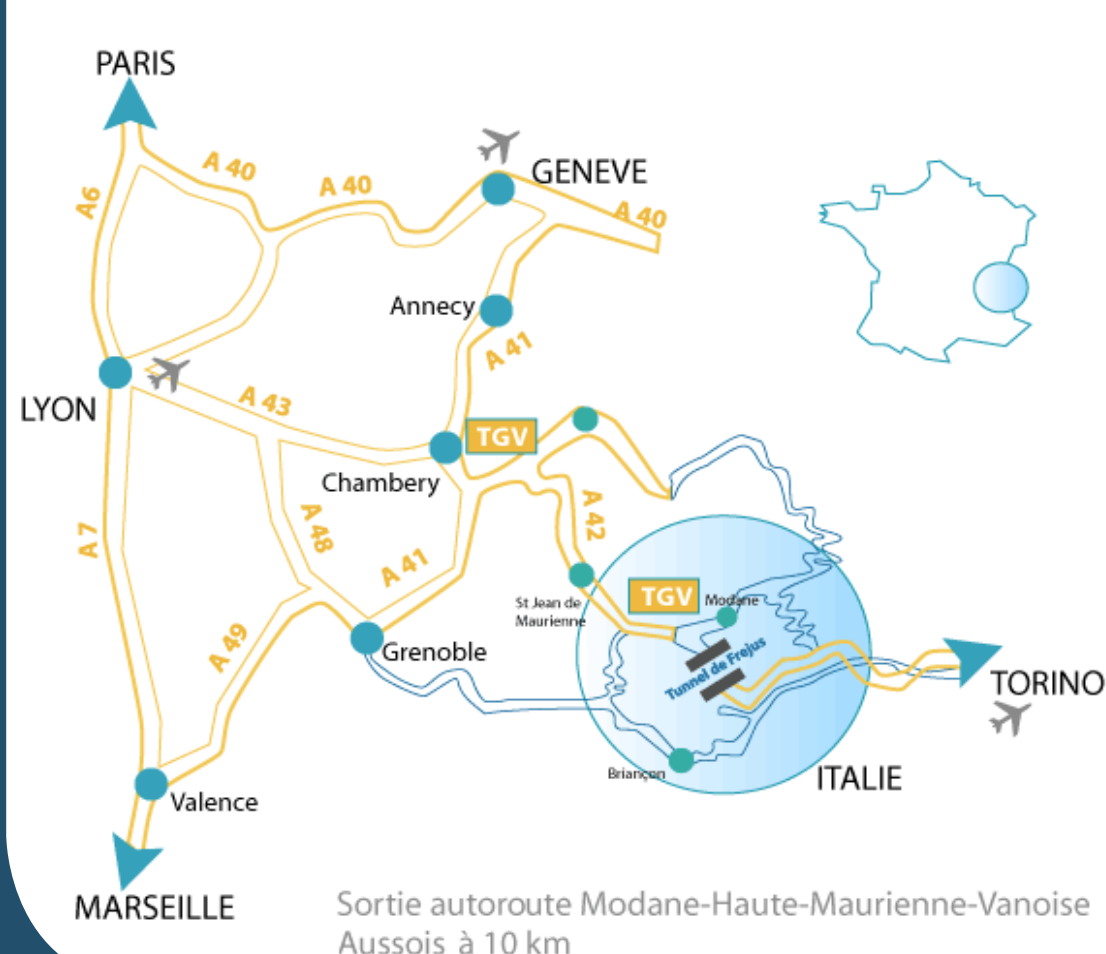 PARIS
A 40
A 40
GENEVE
A6
A 40
Annecy
A 41
A 43
LYON
TGV
Chambery
A 48
A 42
A 7
A 41
St Jean de
Maurienne
TGV
Modane
A 49
Grenoble
Tunnel de Frejus
TORINO
Briançon
ITALIE
Valence
MARSEILLE
Sortie autoroute Modane-Haute-Maurienne-Vanoise
Aussois à 10 km